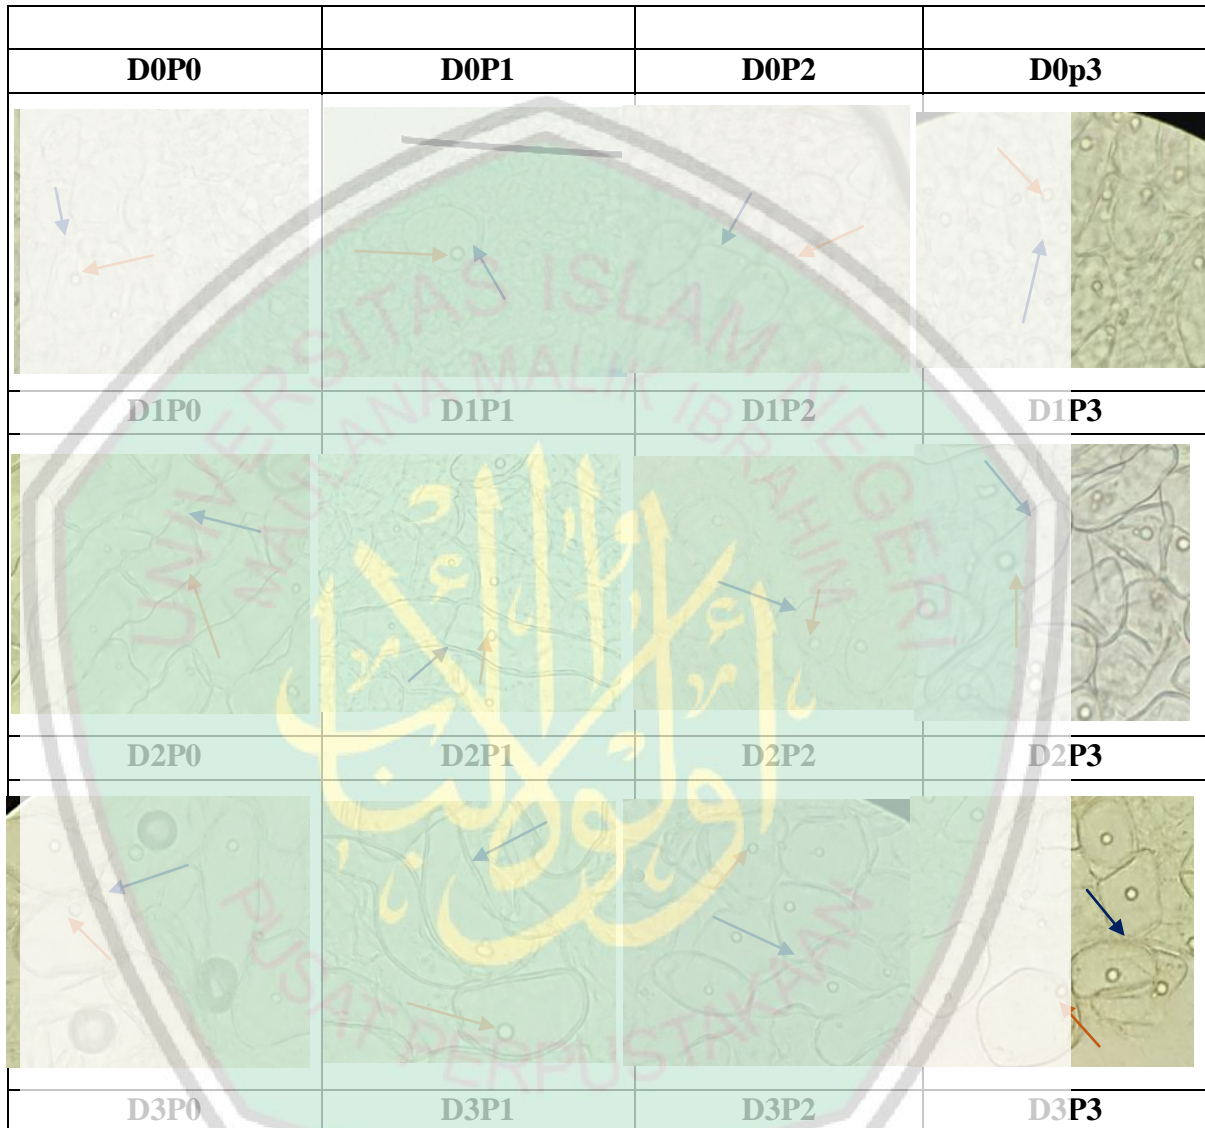 D0P0 D0P1 D0P2 D0p3
D1P0 D1P1 D1P2 D1P3
D2P0 D2P1 D2P2 D2P3
D3P0 D3P1 D3P2 D3P3
UNIVERSITAS ISLAM NEGERI
MAULANA MALIK IBRAHIM
PUSAT PERPUSTAKAAN